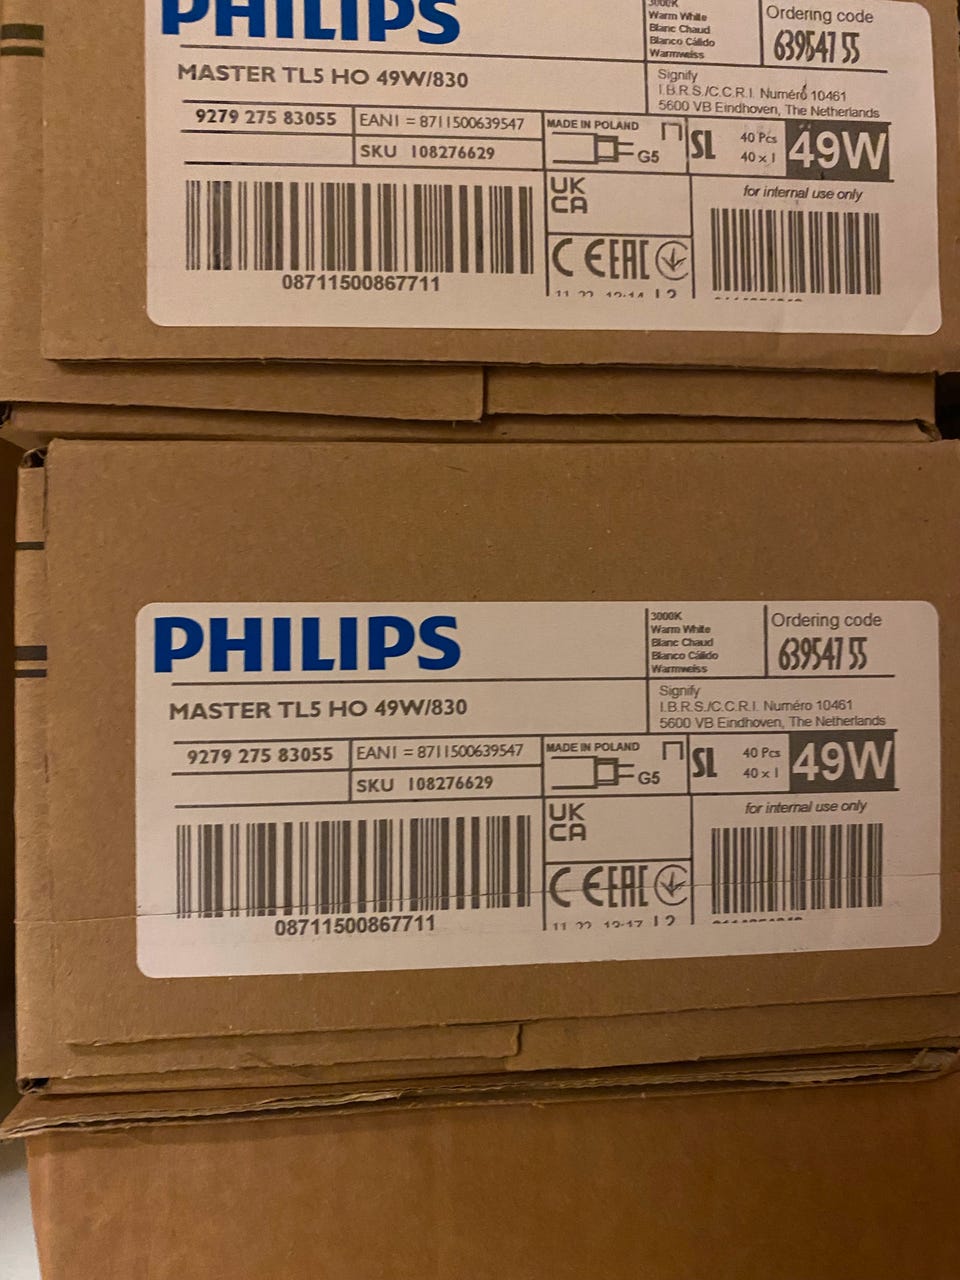 PHILIPS
3000K
Warm White
Blanc Chaud
Blanco Cálido
Warmweiss
Ordering code
639547 55
MASTER TL5 HO 49W/830
Signify
I.B.R.S./C.C.R.I. Numéro 10461
5600 VB Eindhoven, The Netherlands
9279 275 83055
EAN1 = 8711500639547
SKU 108276629
MADE IN POLAND
G5
SL
40 Pcs
40 x 1
49W
UK
CA
for internal use only
CE EAC
08711500867711
PHILIPS
3000K
Warm White
Blanc Chaud
Blanco Cálido
Warmweiss
Ordering code
639547 55
MASTER TL5 HO 49W/830
Signify
I.B.R.S./C.C.R.I. Numéro 10461
5600 VB Eindhoven, The Netherlands
9279 275 83055
EAN1 = 8711500639547
SKU 108276629
MADE IN POLAND
G5
SL
40 Pcs
40 x 1
49W
UK
CA
for internal use only
CE EAC
08711500867711